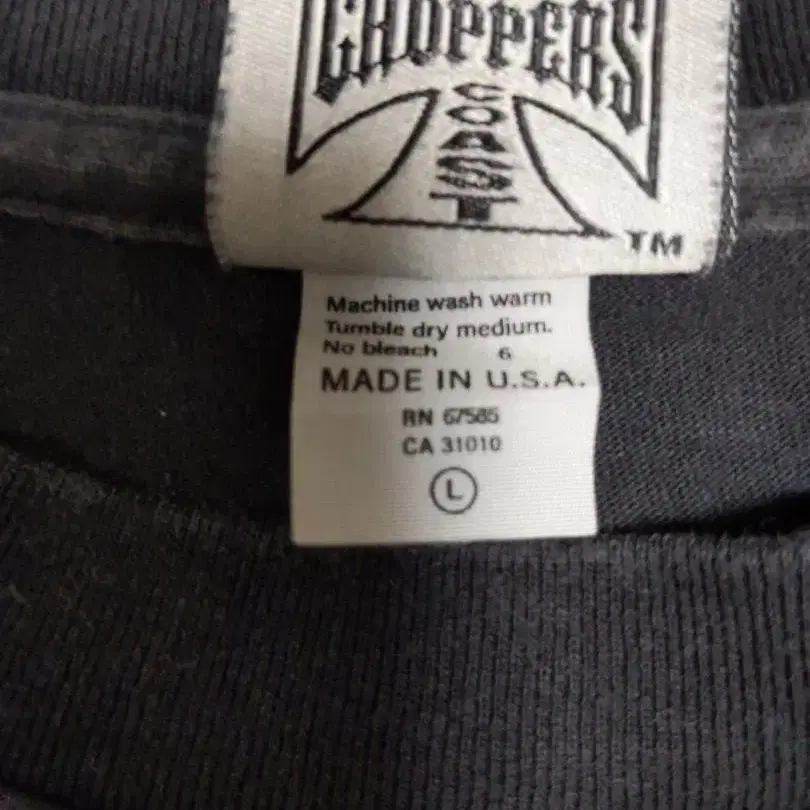 CHOPPERS
COAST
TM
Machine wash warm
Tumble dry medium.
No bleach 6
MADE IN U.S.A.
RN 67585
CA 31010
L